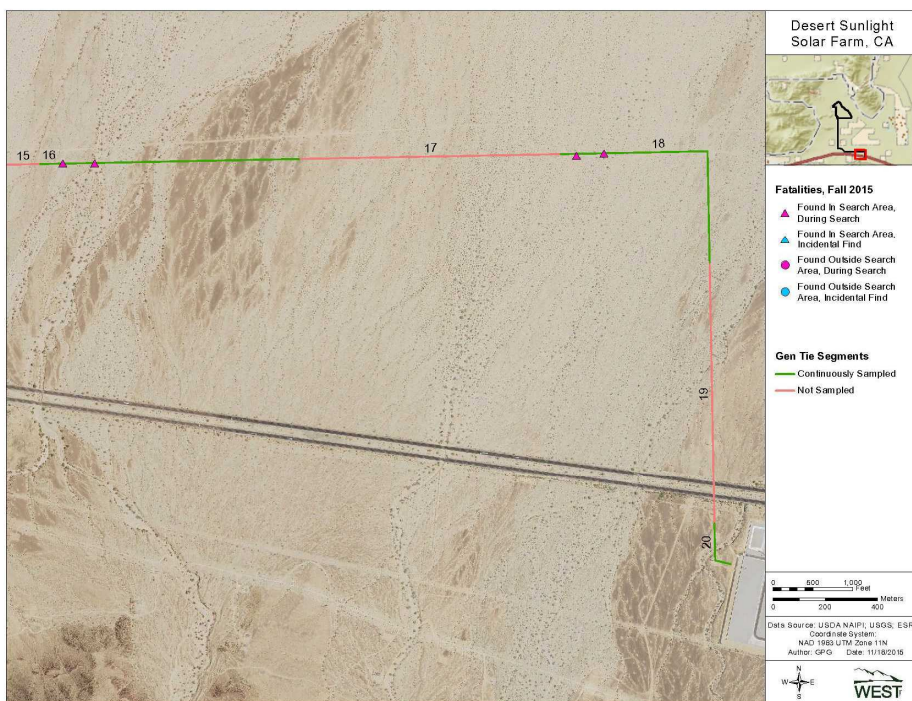 Desert Sunlight
Solar Farm, CA
15
16
17
18
19
20
Fatalities, Fall 2015
Found In Search Area,
During Search
Found In Search Area,
Incidental Find
Found Outside Search
Area, During Search
Found Outside Search
Area, Incidental Find
Gen Tie Segments
Continuously Sampled
Not Sampled
0 500 1,000
Feet
Meters
0 200 400
Data Source: USDA NAIPI; USGS; ESR
Coordinate System:
NAD 1983 UTM Zone 11N
Author: GPG Date: 11/16/2015
N
W E
S
WEST